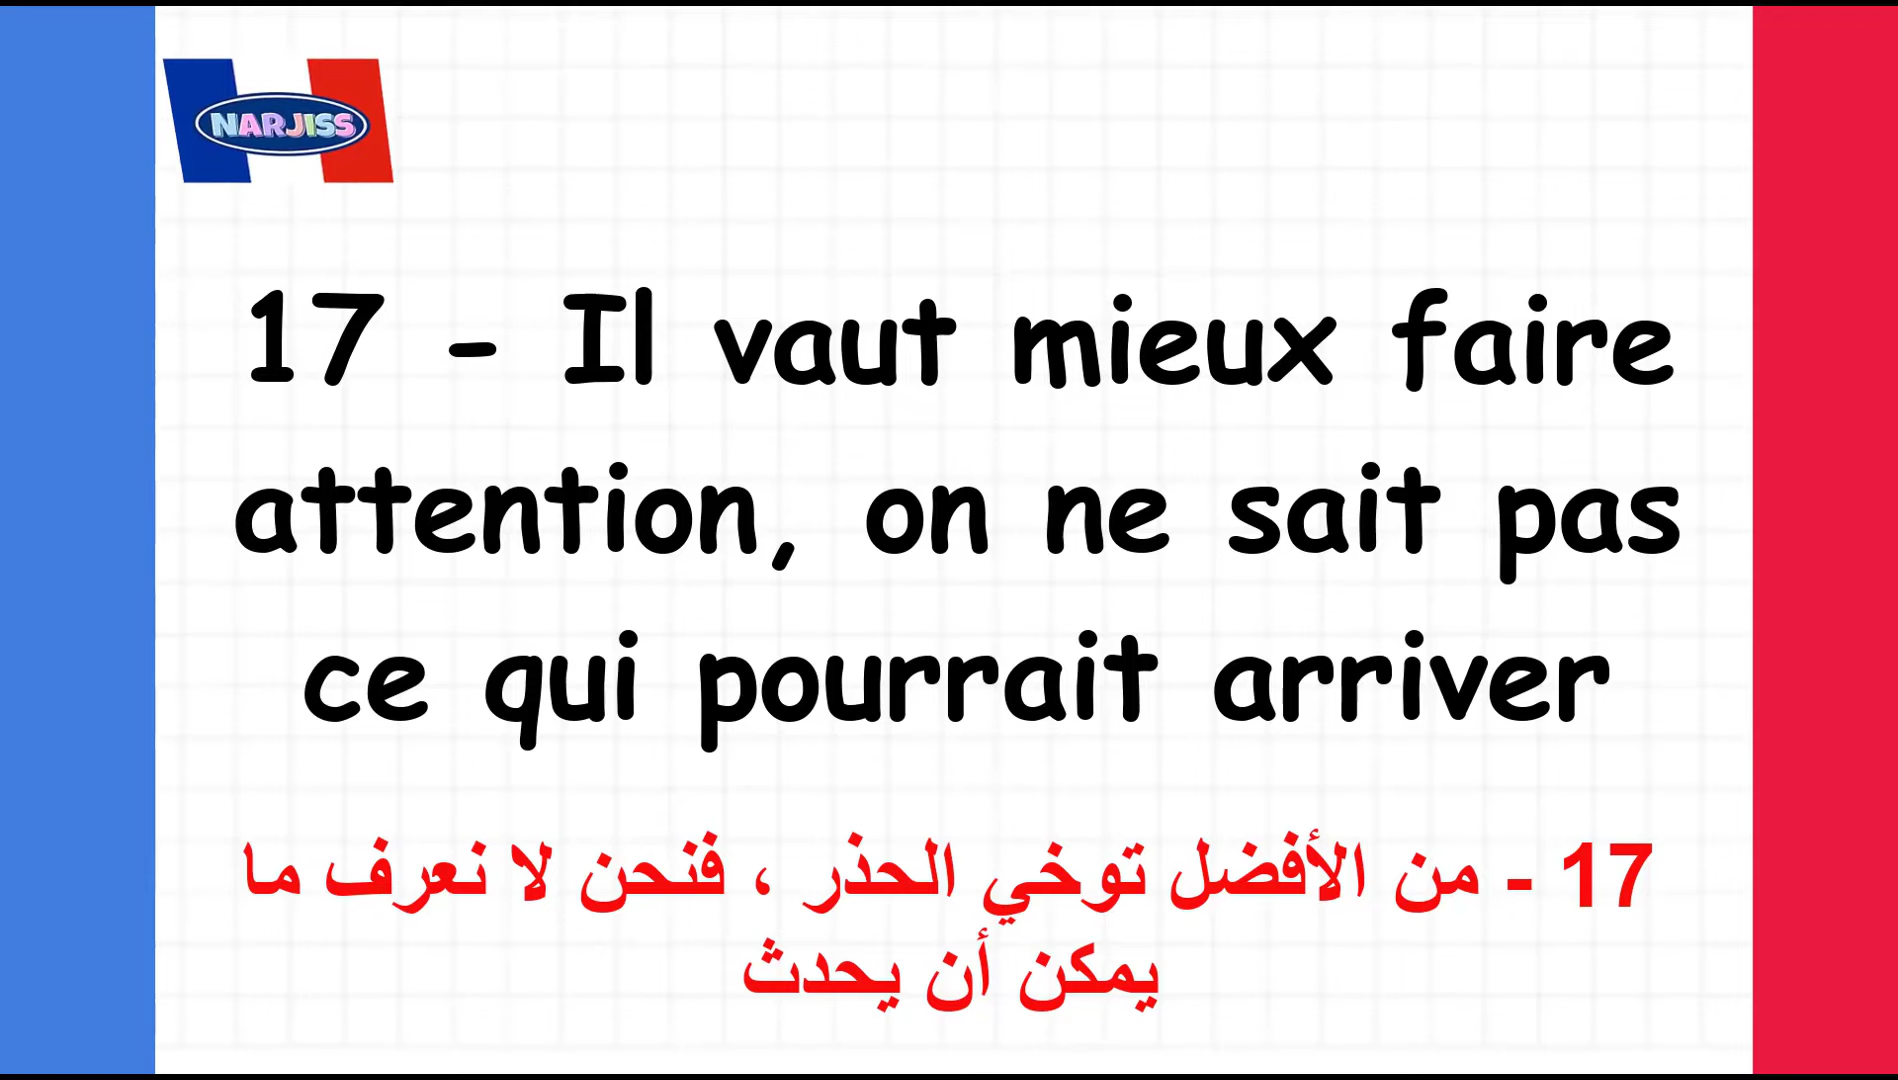 NARJISS
17 - Il vaut mieux faire
attention, on ne sait pas
ce qui pourrait arriver
17 - من الأفضل توخي الحذر ، فنحن لا نعرف ما
يمكن أن يحدث